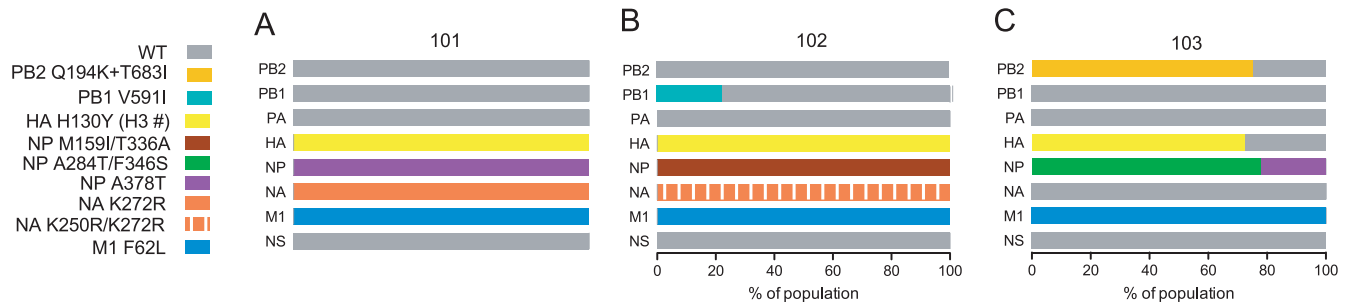 WT
PB2 Q194K+T683I
PB1 V591I
HA H130Y (H3 #)
NP M159I/T336A
NP A284T/F346S
NP A378T
NA K272R
NA K250R/K272R
M1 F62L
A
101
PB2
PB1
PA
HA
NP
NA
M1
NS
B
102
PB2
PB1
PA
HA
NP
NA
M1
NS
0 20 40 60 80 100
% of population
C
103
PB2
PB1
PA
HA
NP
NA
M1
NS
0 20 40 60 80 100
% of population